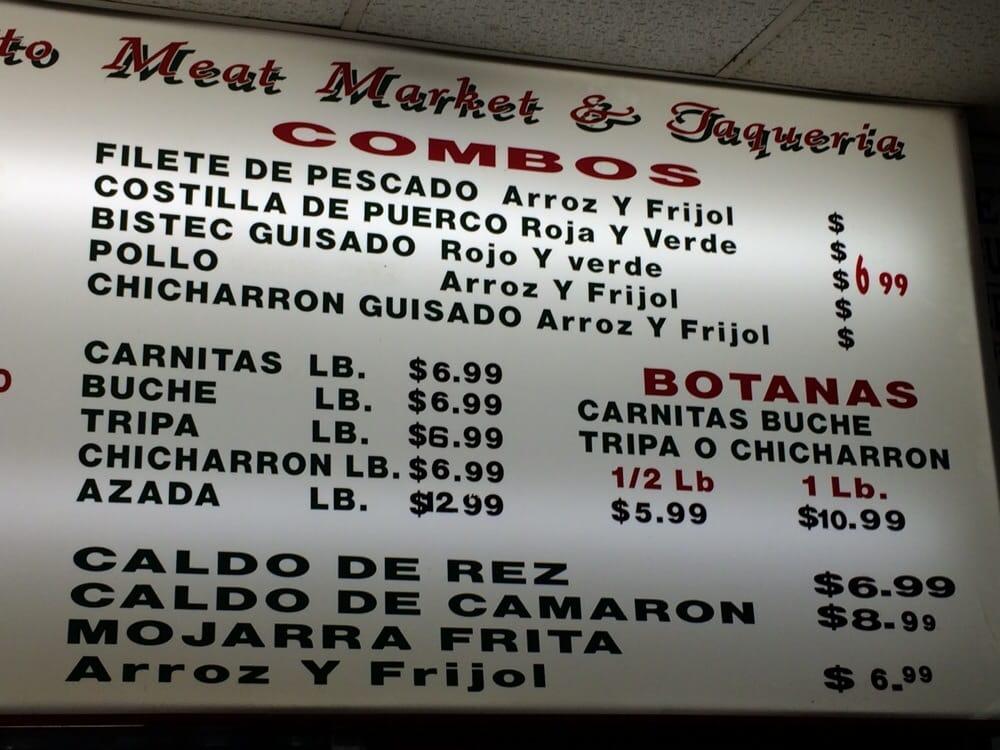 to Meat Market & Taqueria
COMBOS
FILETE DE PESCADO Arroz Y Frijol $
COSTILLA DE PUERCO Roja Y Verde $
BISTEC GUISADO Rojo Y verde $6 99
POLLO Arroz Y Frijol $
CHICHARRON GUISADO Arroz Y Frijol $
CARNITAS LB. $6.99
BUCHE LB. $6.99
TRIPA LB. $6.99
CHICHARRON LB. $6.99
AZADA LB. $12.99
BOTANAS
CARNITAS BUCHE
TRIPA O CHICHARRON
1/2 Lb 1 Lb.
$5.99 $10.99
CALDO DE REZ $6.99
CALDO DE CAMARON $8.99
MOJARRA FRITA
Arroz Y Frijol $ 6.99